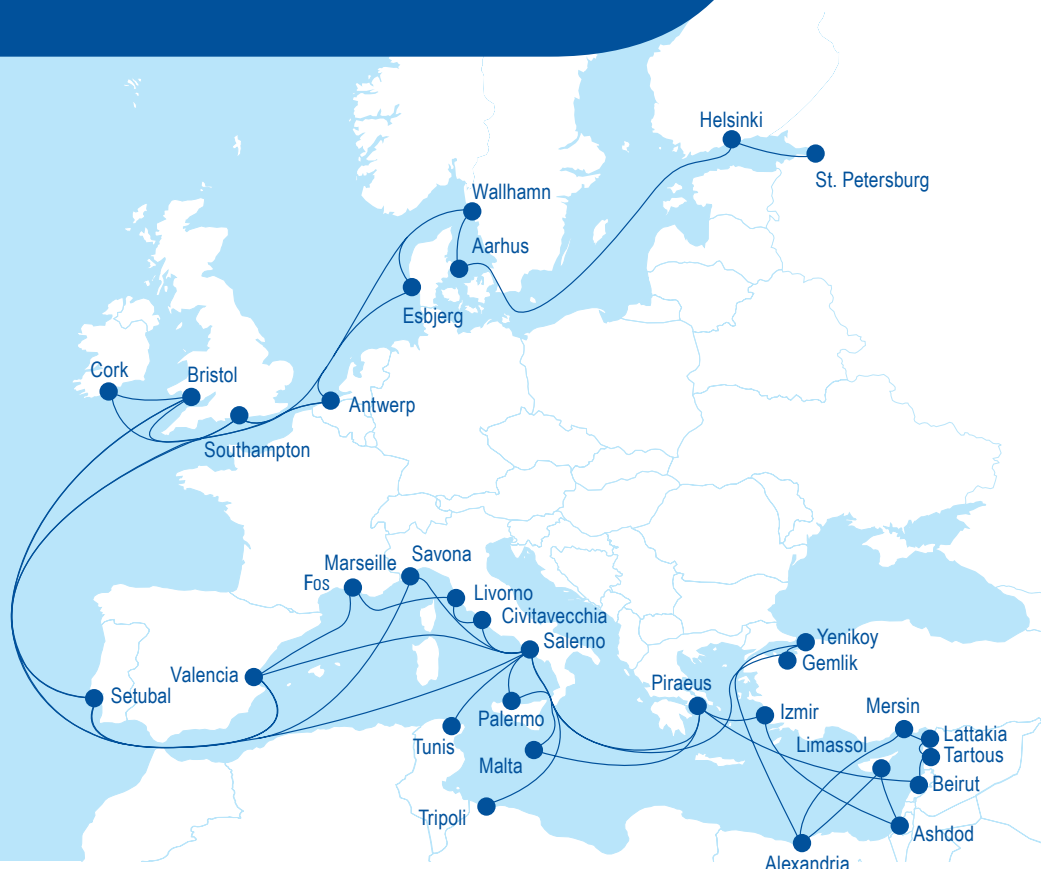 Helsinki
St. Petersburg
Wallhamn
Aarhus
Esbjerg
Cork
Bristol
Antwerp
Southampton
Marseille
Savona
Fos
Livorno
Civitavecchia
Salerno
Yenikoy
Gemlik
Valencia
Setubal
Piraeus
Palermo
Izmir
Mersin
Tunis
Limassol
Lattakia
Tartous
Malta
Beirut
Tripoli
Ashdod
Alexandria